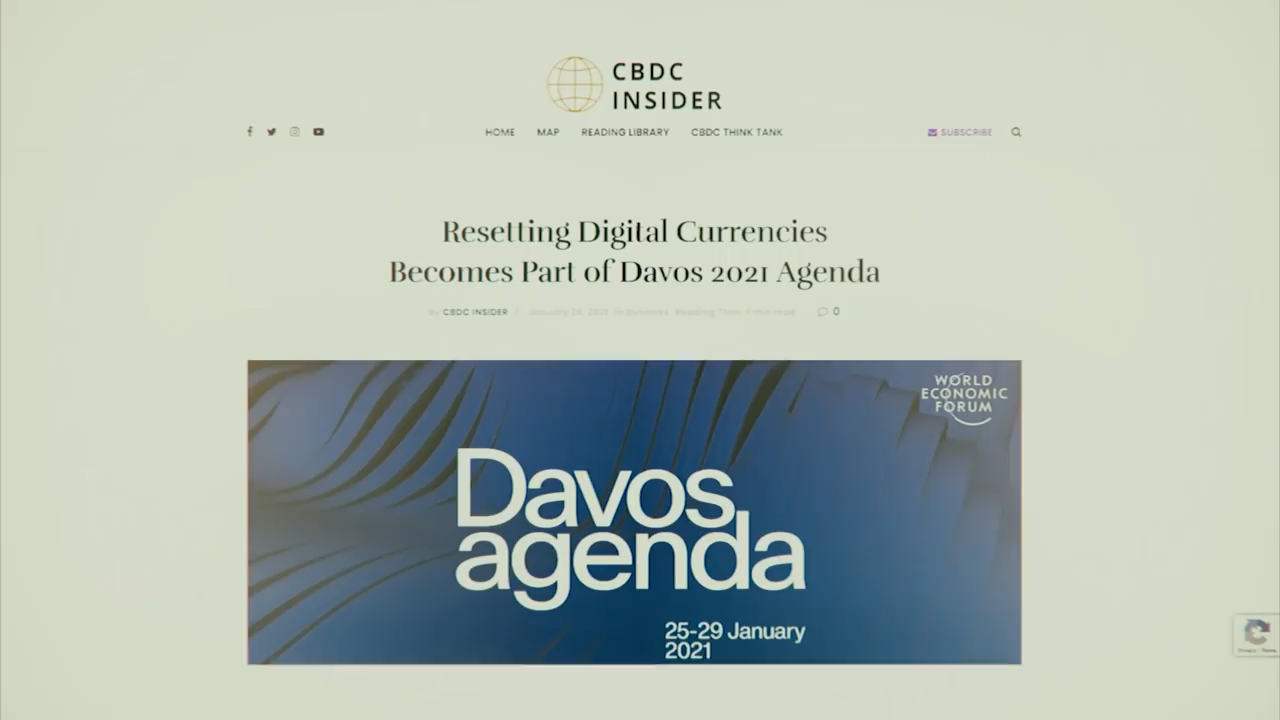 CBDC
INSIDER
HOME MAP READING LIBRARY CBDC THINK TANK
SUBSCRIBE
Resetting Digital Currencies
Becomes Part of Davos 2021 Agenda
by CBDC INSIDER
0
WORLD
ECONOMIC
FORUM
Davos
agenda
25-29 January
2021